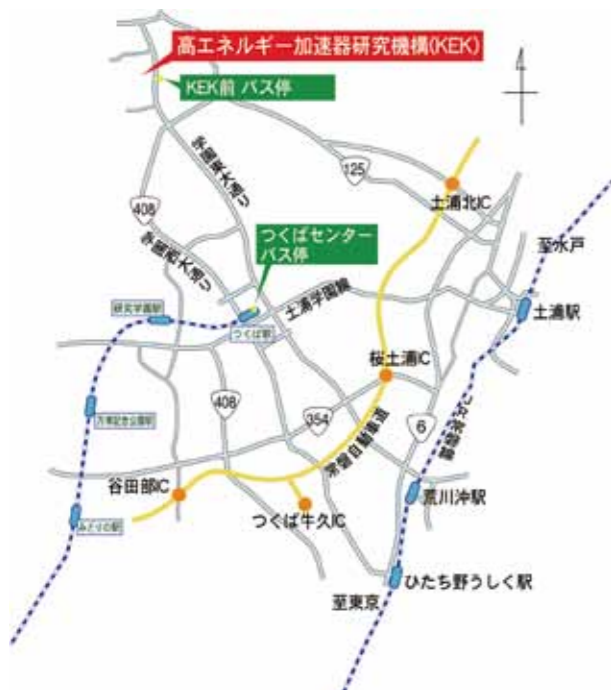 高エネルギー加速器研究機構(KEK)
KEK前 バス停
学園東大通り
125
土浦北IC
408
学園西大通り
つくばセンター
バス停
至水戸
研究学園駅
つくば駅
土浦学園線
土浦駅
桜土浦IC
万博記念公園駅
408
354
常磐自動車道
6
JR常磐線
谷田部IC
荒川沖駅
みどりの駅
つくば牛久IC
ひたち野うしく駅
至東京